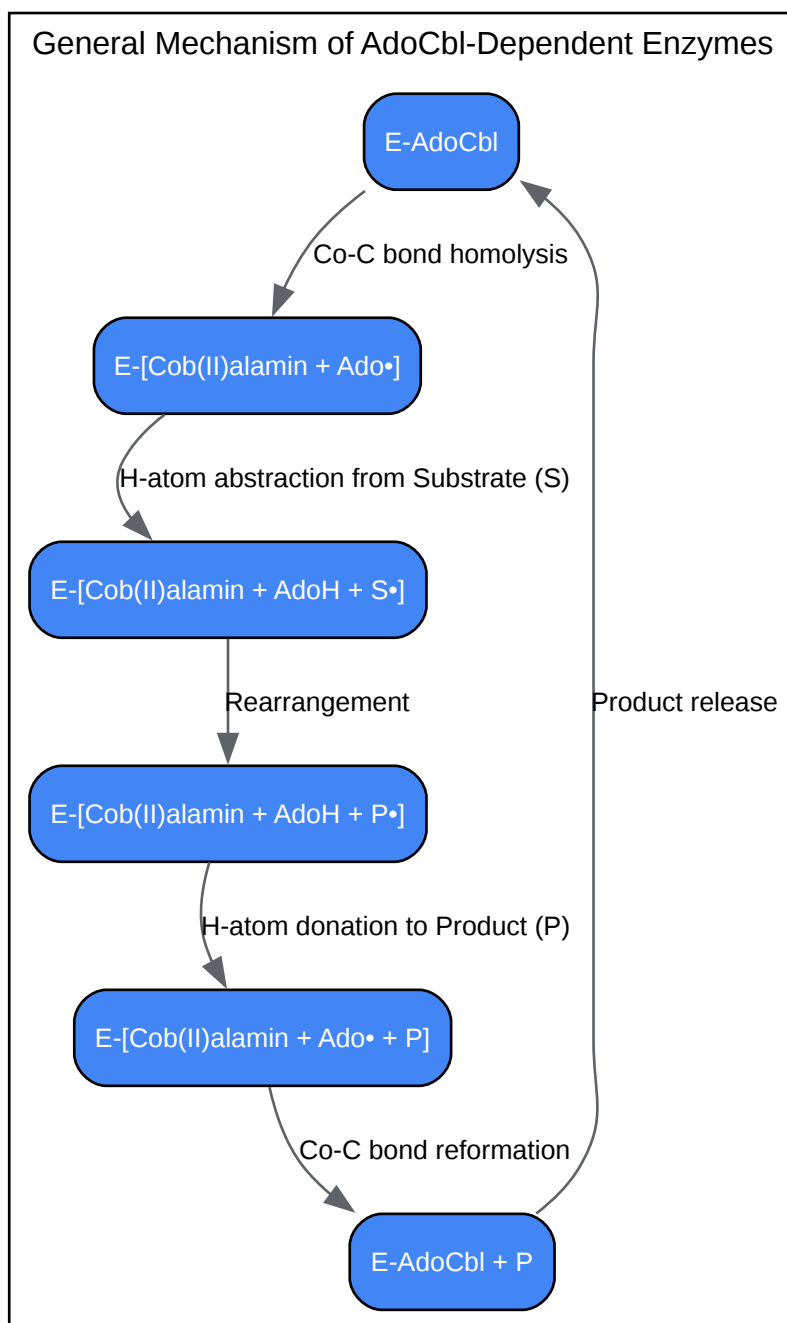 General Mechanism of AdoCbl-Dependent Enzymes
E-AdoCbl
Co-C bond homolysis
E-[Cob(II)alamin + Ado•]
H-atom abstraction from Substrate (S)
E-[Cob(II)alamin + AdoH + S•]
Rearrangement
Product release
E-[Cob(II)alamin + AdoH + P•]
H-atom donation to Product (P)
E-[Cob(II)alamin + Ado• + P]
Co-C bond reformation
E-AdoCbl + P